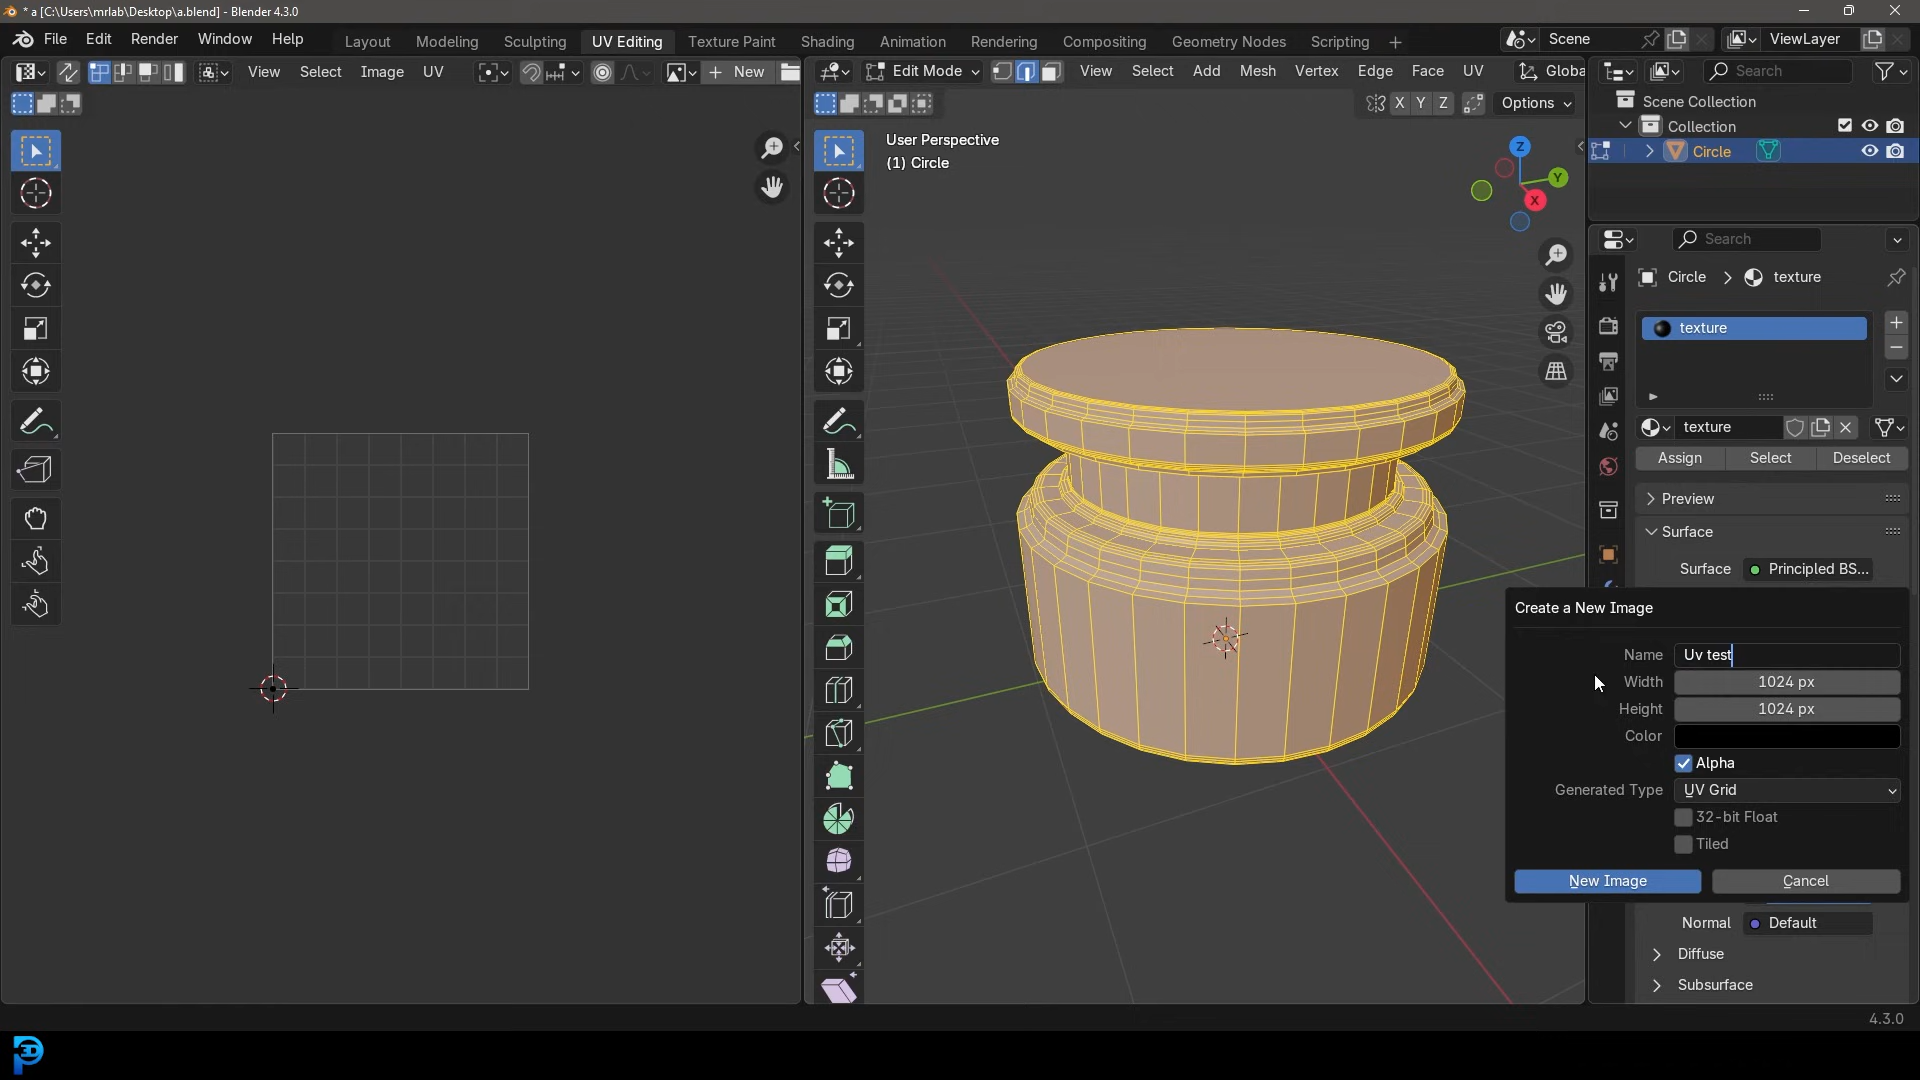 * a [C:\Users\mrlab\Desktop\a.blend] - Blender 4.3.0
File Edit Render Window Help Layout Modeling Sculpting UV Editing Texture Paint Shading Animation Rendering Compositing Geometry Nodes Scripting + Scene ViewLayer
View Select Image UV New
Edit Mode View Select Add Mesh Vertex Edge Face UV Globa
Search
X Y Z Options
Scene Collection
Collection
Circle
User Perspective
(1) Circle
Z
Y
X
Search
Circle > texture
texture
texture
Assign Select Deselect
Preview
Surface
Surface Principled BS...
Create a New Image
Name Uv test
Width 1024 px
Height 1024 px
Color
Alpha
Generated Type UV Grid
32-bit Float
Tiled
New Image Cancel
Normal Default
Diffuse
Subsurface
4.3.0